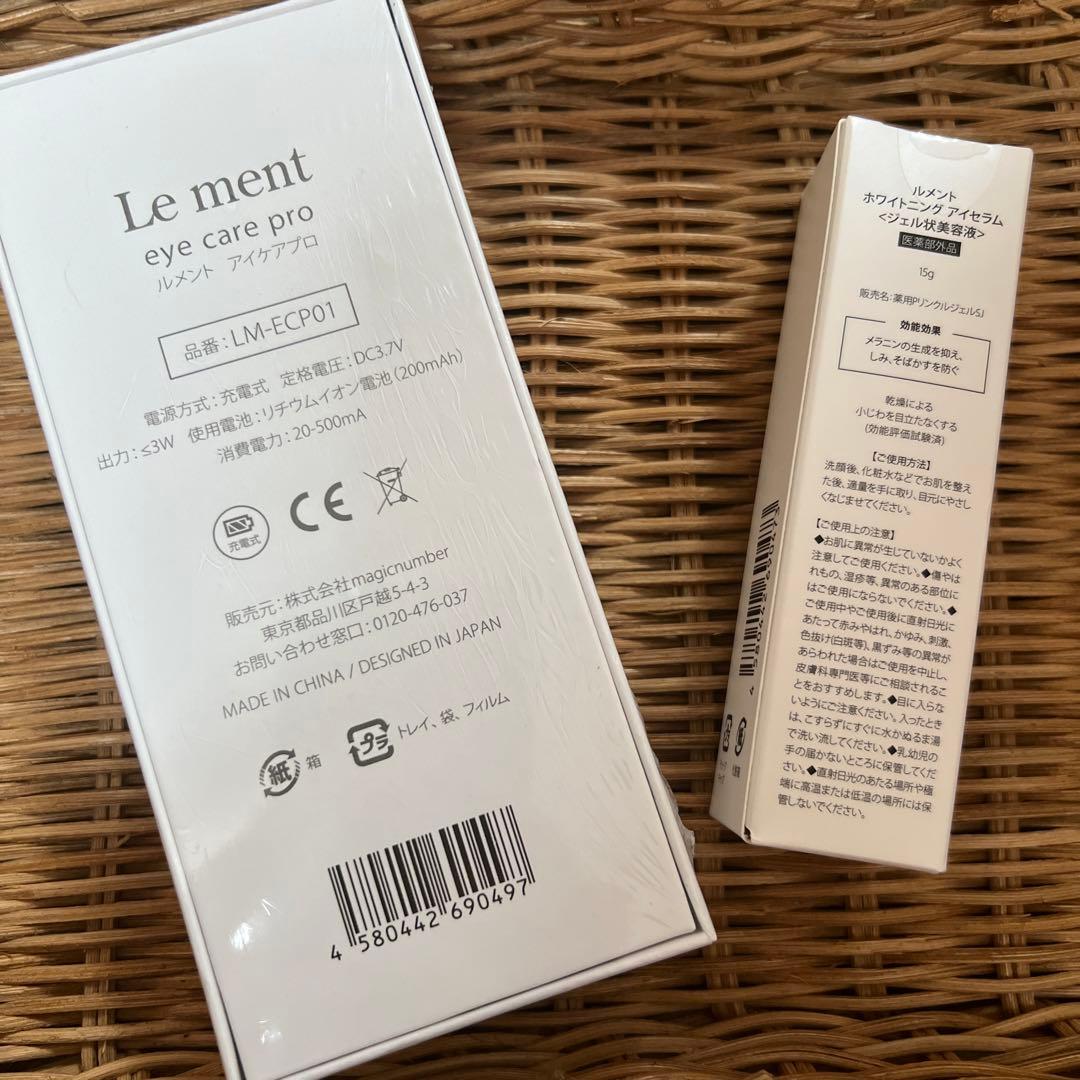 Le ment
eye care pro
ルメント アイケアプロ
品番:LM-ECP01
電源方式:充電式 定格電圧:DC3.7V
出力:≤3W 使用電池:リチウムイオン電池(200mAh)
消費電力:20-500mA
充電式
CE
販売元:株式会社magicnumber
東京都品川区戸越5-4-3
お問い合わせ窓口:0120-476-037
MADE IN CHINA / DESIGNED IN JAPAN
紙 箱
プラ トレイ、袋、フィルム
4 580442 690497
ルメント
ホワイトニング アイセラム
<ジェル状美容液>
医薬部外品
15g
販売名:薬用PリンクルジェルSJ
効能効果
メラニンの生成を抑え、
しみ、そばかすを防ぐ
乾燥による
小じわを目立たなくする
(効能評価試験済)
【ご使用方法】
洗顔後、化粧水などでお肌を整え
た後、適量を手に取り、目元にやさし
くなじませてください。
【ご使用上の注意】
◆お肌に異常が生じていないかよく
注意してご使用ください。◆傷やは
れもの、湿疹等、異常のある部位に
はご使用にならないでください。◆
ご使用中やご使用後に直射日光に
あたって赤みやはれ、かゆみ、刺激、
色抜け(白斑等)、黒ずみ等の異常が
あらわれた場合はご使用を中止し、
皮膚科専門医等にご相談されるこ
とをおすすめします。◆目に入らな
いようにご注意ください。入ったとき
は、こすらずにすぐに水かぬるま湯
で洗い流してください。◆乳幼児の
手の届かないところに保管してくだ
さい。◆直射日光のあたる場所や極
端に高温または低温の場所には保
管しないでください。